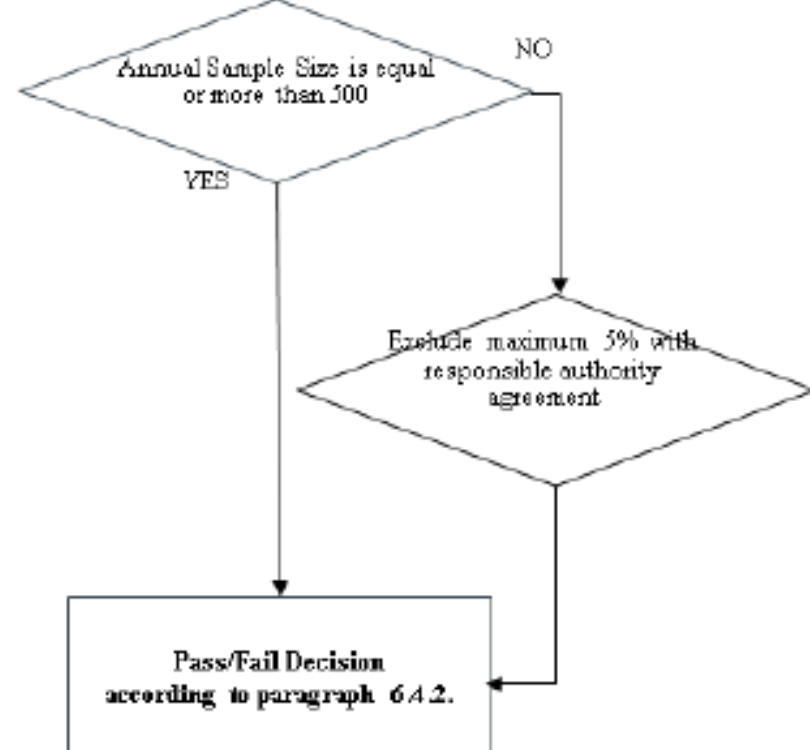 Annual Sample Size is equal
or more than 500
NO
YES
Exclude maximum 5% with
responsible authority
agreement
Pass/Fail Decision
according to paragraph 6.4.2.